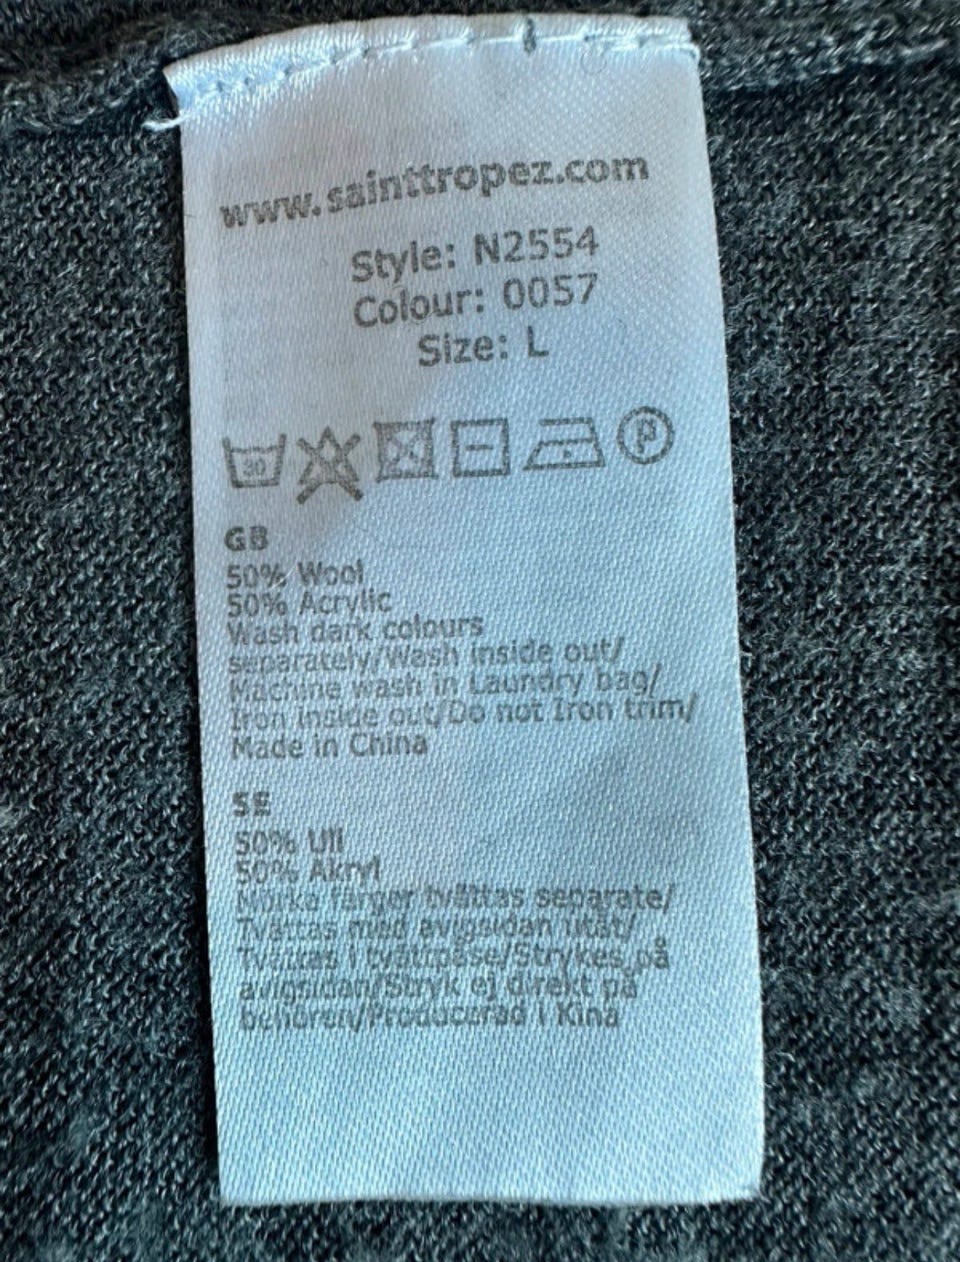 www.sainttropez.com
Style: N2554
Colour: 0057
Size: L
30
P
GB
50% Wool
50% Acrylic
Wash dark colours
separately/Wash inside out/
Machine wash in Laundry bag/
Iron inside out/Do not Iron trim/
Made in China
SE
50% Ull
50% Akryl
Mörka färger tvättas separate/
Tvättas med avigsidan utåt/
Tvättas i tvättpåse/Strykes på
avigsidan/Stryk ej direkt på
behören/Producerad i Kina